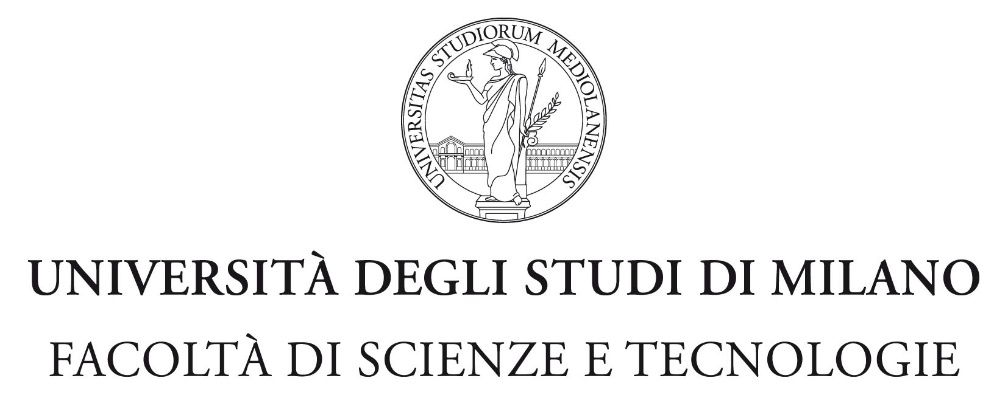 UNIVERSITAS STUDIORUM MEDIOLANENSIS
UNIVERSITÀ DEGLI STUDI DI MILANO
FACOLTÀ DI SCIENZE E TECNOLOGIE